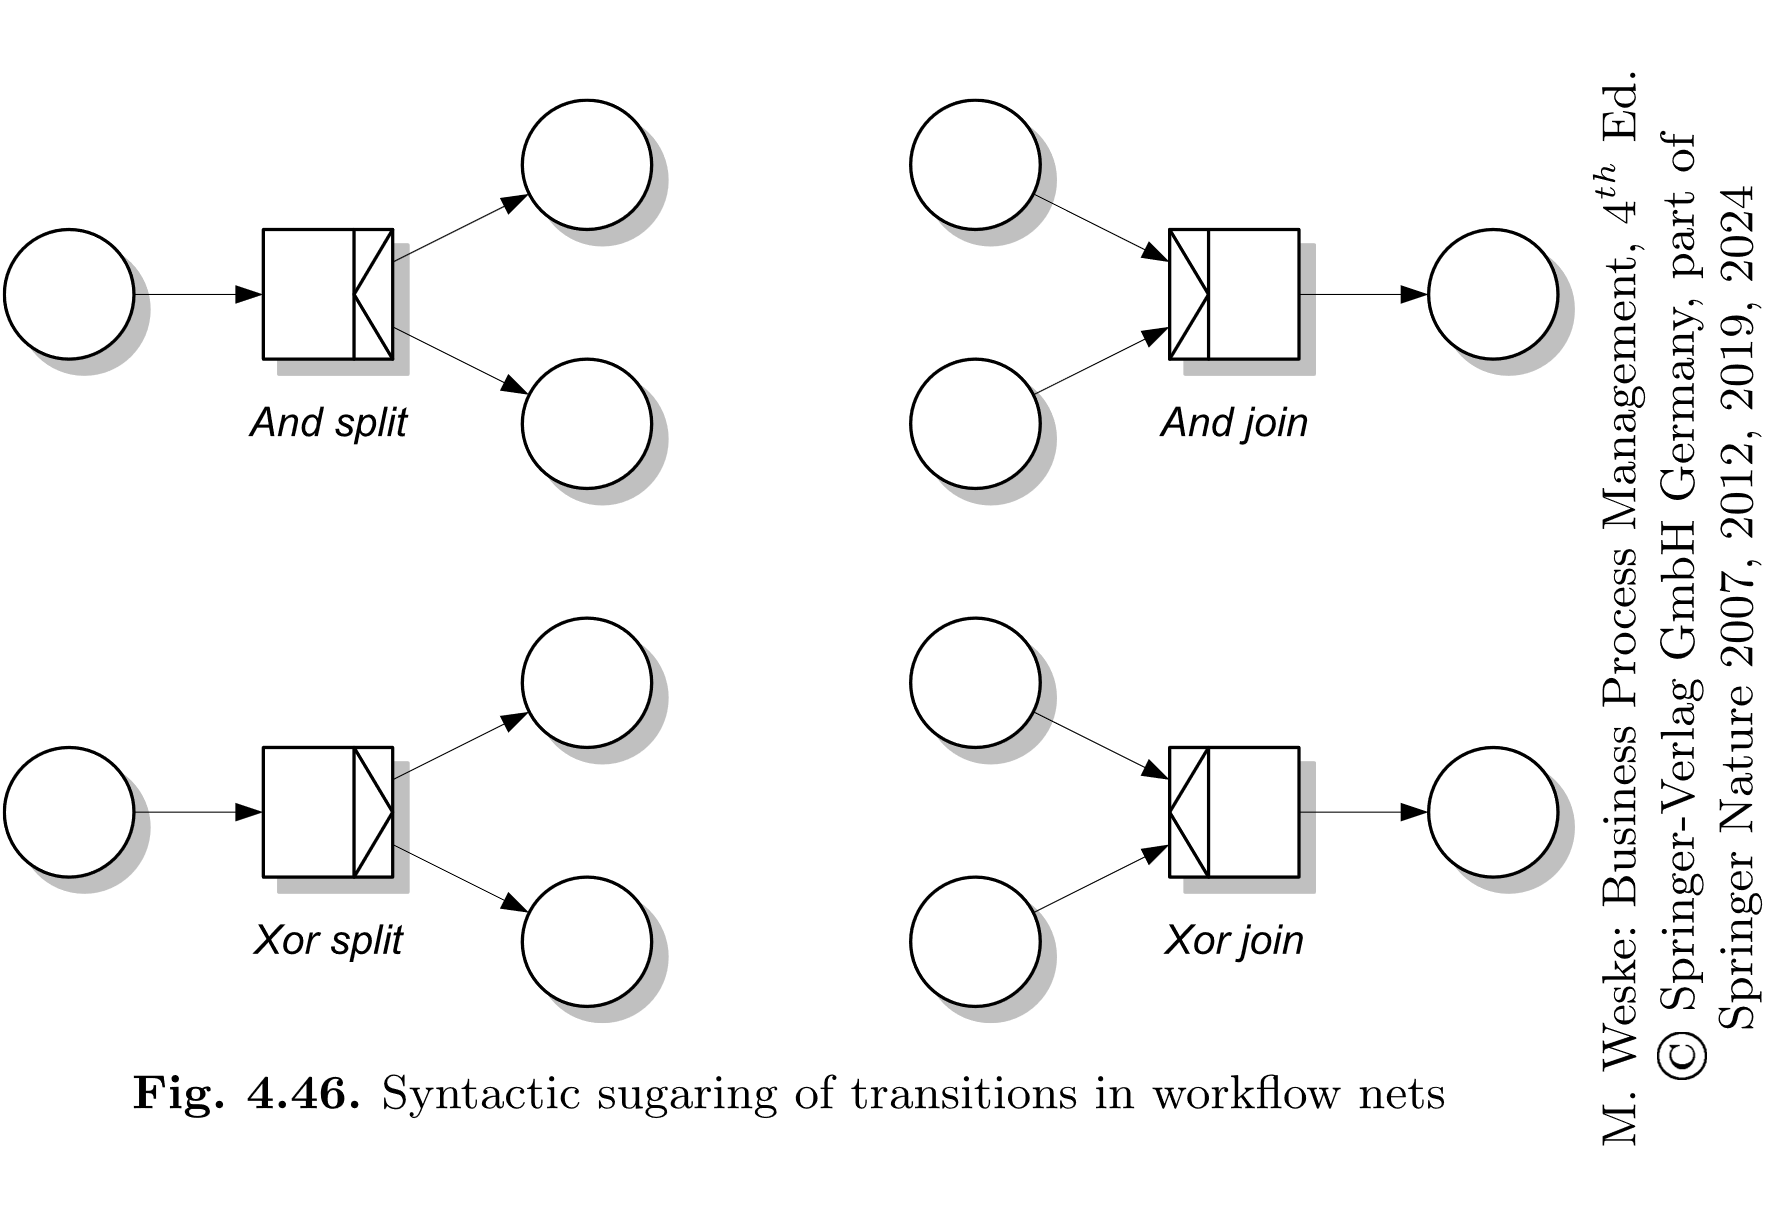 And split
And join
Xor split
Xor join
Fig. 4.46. Syntactic sugaring of transitions in workflow nets
M. Weske: Business Process Management, 4th Ed.
© Springer-Verlag GmbH Germany, part of
Springer Nature 2007, 2012, 2019, 2024